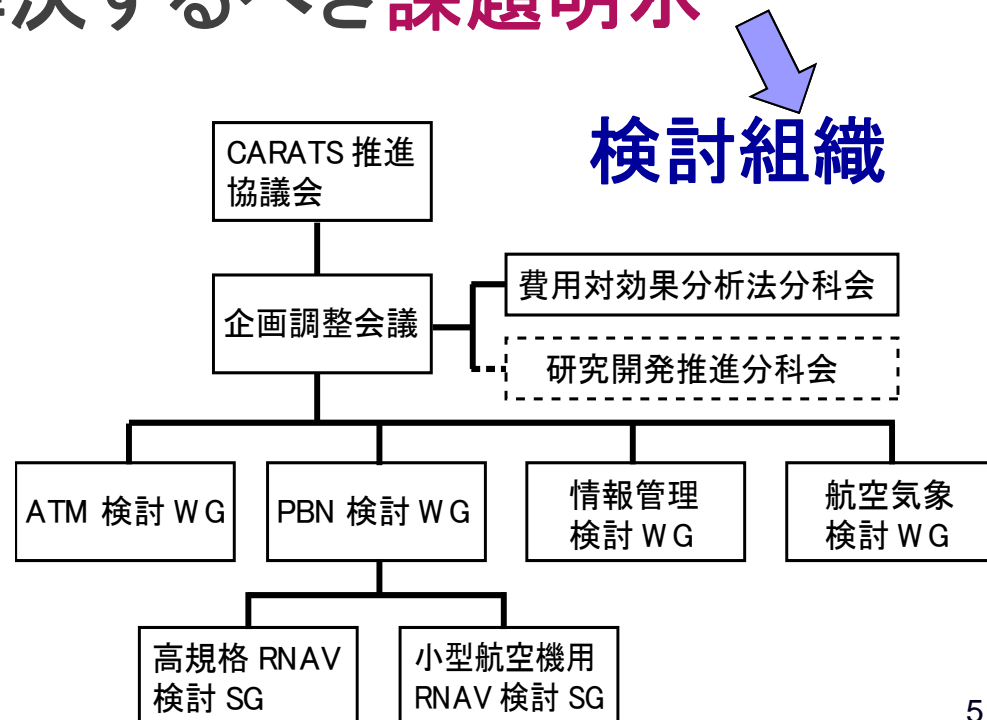 解決するべき課題明示
検討組織
CARATS 推進
協議会
企画調整会議
費用対効果分析法分科会
研究開発推進分科会
ATM 検討 WG
PBN 検討 WG
情報管理
検討 WG
航空気象
検討 WG
高規格 RNAV
検討 SG
小型航空機用
RNAV 検討 SG
5